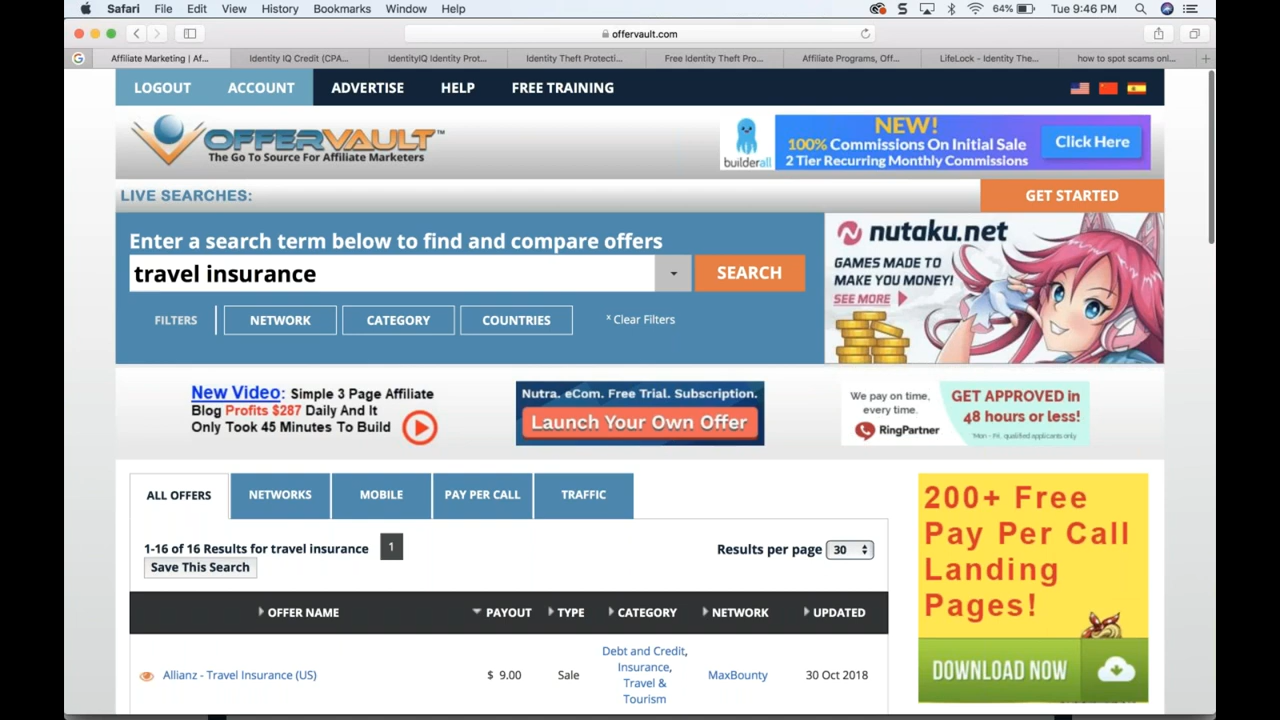 Safari File Edit View History Bookmarks Window Help
64% Tue 9:46 PM
offervault.com
Affiliate Marketing | Af...
Identity IQ Credit (CPA...
IdentityIQ Identity Prot...
Identity Theft Protecti...
Free Identity Theft Pro...
Affiliate Programs, Off...
LifeLock - Identity The...
how to spot scams onl...
LOGOUT ACCOUNT ADVERTISE HELP FREE TRAINING
OFFERVAULT™
The Go To Source For Affiliate Marketers
builderall
NEW!
100% Commissions On Initial Sale
2 Tier Recurring Monthly Commissions
Click Here
LIVE SEARCHES:
GET STARTED
Enter a search term below to find and compare offers
travel insurance
SEARCH
FILTERS NETWORK CATEGORY COUNTRIES x Clear Filters
nutaku.net
GAMES MADE TO
MAKE YOU MONEY!
SEE MORE
New Video: Simple 3 Page Affiliate
Blog Profits $287 Daily And It
Only Took 45 Minutes To Build
Nutra. eCom. Free Trial. Subscription.
Launch Your Own Offer
We pay on time,
every time.
RingPartner
GET APPROVED in
48 hours or less!
*Mon - Fri, qualified applicants only
ALL OFFERS NETWORKS MOBILE PAY PER CALL TRAFFIC
1-16 of 16 Results for travel insurance 1
Save This Search
Results per page 30
OFFER NAME PAYOUT TYPE CATEGORY NETWORK UPDATED
Allianz - Travel Insurance (US) $ 9.00 Sale
Debt and Credit,
Insurance,
Travel &
Tourism
MaxBounty 30 Oct 2018
200+ Free
Pay Per Call
Landing
Pages!
DOWNLOAD NOW